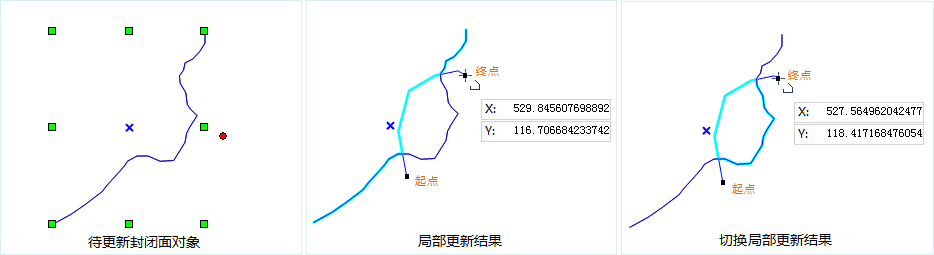 待更新封闭面对象
终点
X: 529.845607698892
Y: 116.706684233742
起点
局部更新结果
终点
X: 527.564962042477
Y: 118.417168476054
起点
切换局部更新结果